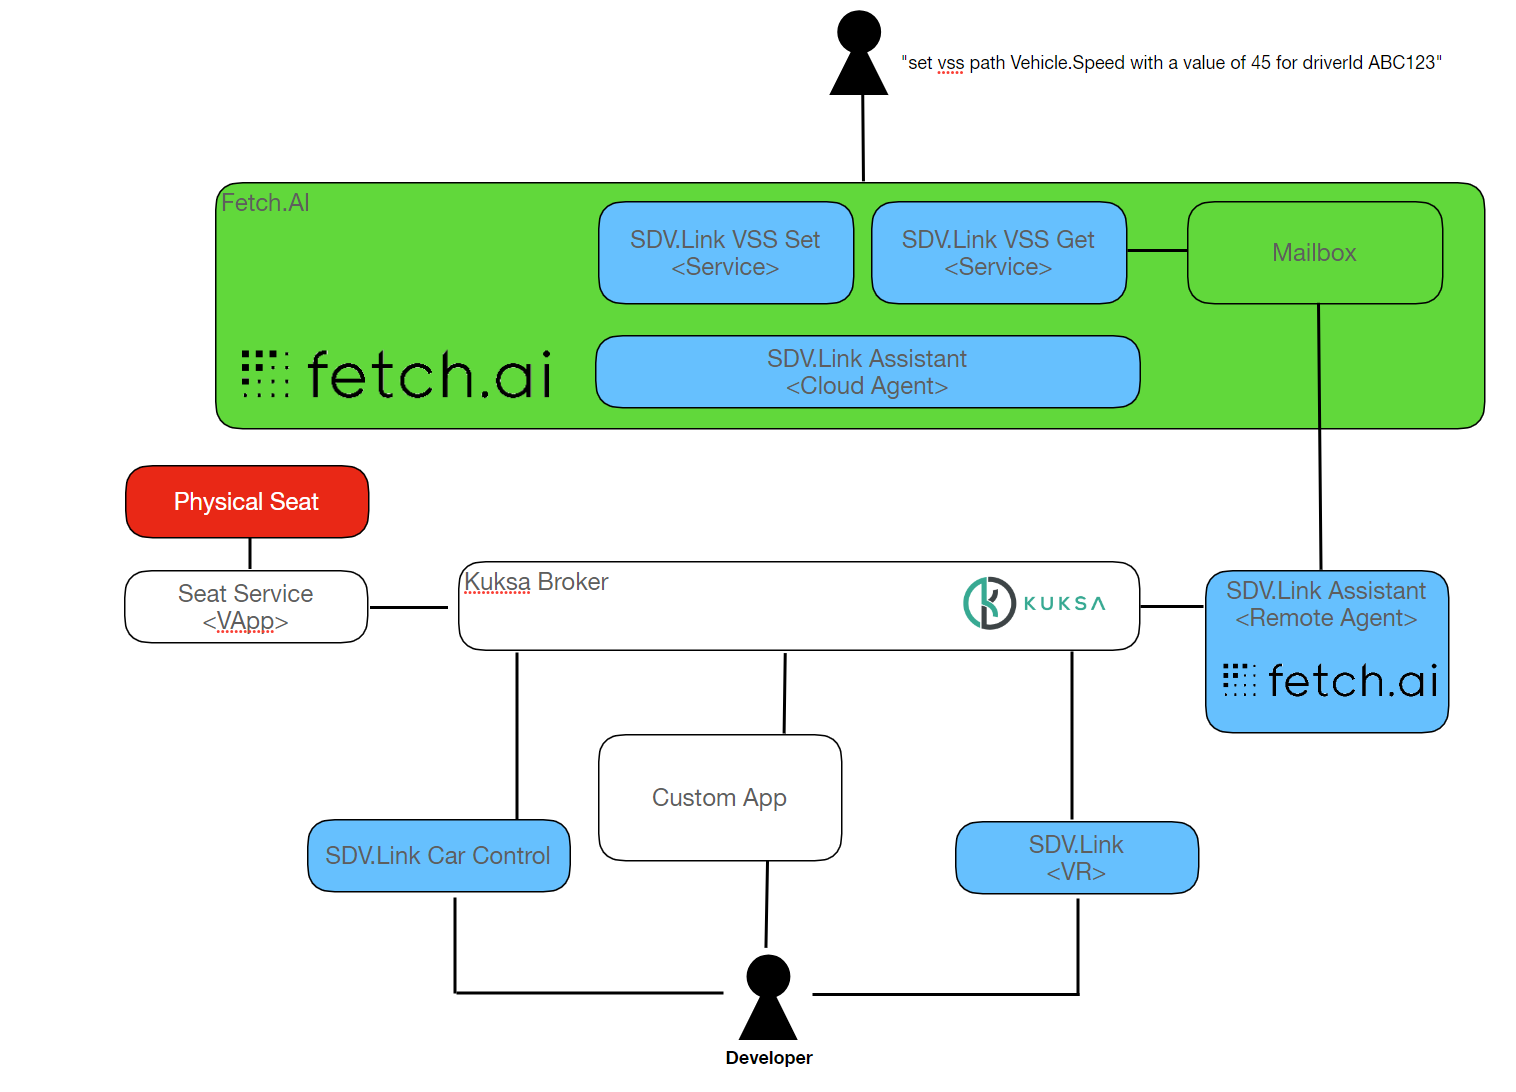 "set vss path Vehicle.Speed with a value of 45 for driverId ABC123"
Fetch.AI
SDV.Link VSS Set
<Service>
SDV.Link VSS Get
<Service>
Mailbox
fetch.ai
SDV.Link Assistant
<Cloud Agent>
Physical Seat
Seat Service
<VApp>
Kuksa Broker
KUKSA
SDV.Link Assistant
<Remote Agent>
fetch.ai
Custom App
SDV.Link Car Control
SDV.Link
<VR>
Developer